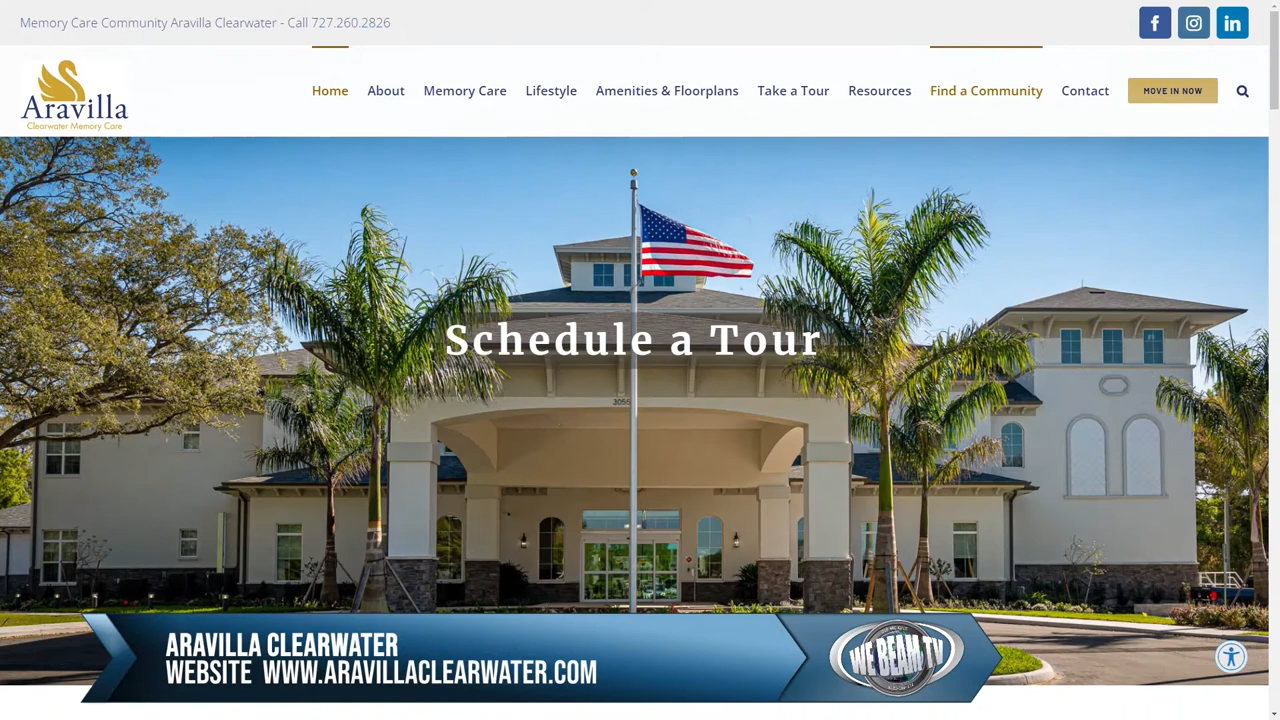 Memory Care Community Aravilla Clearwater - Call 727.260.2826
Aravilla
Clearwater Memory Care
Home About Memory Care Lifestyle Amenities & Floorplans Take a Tour Resources Find a Community Contact MOVE IN NOW
Schedule a Tour
3055
ARAVILLA CLEARWATER
WEBSITE WWW.ARAVILLACLEARWATER.COM
WE BEAM TV